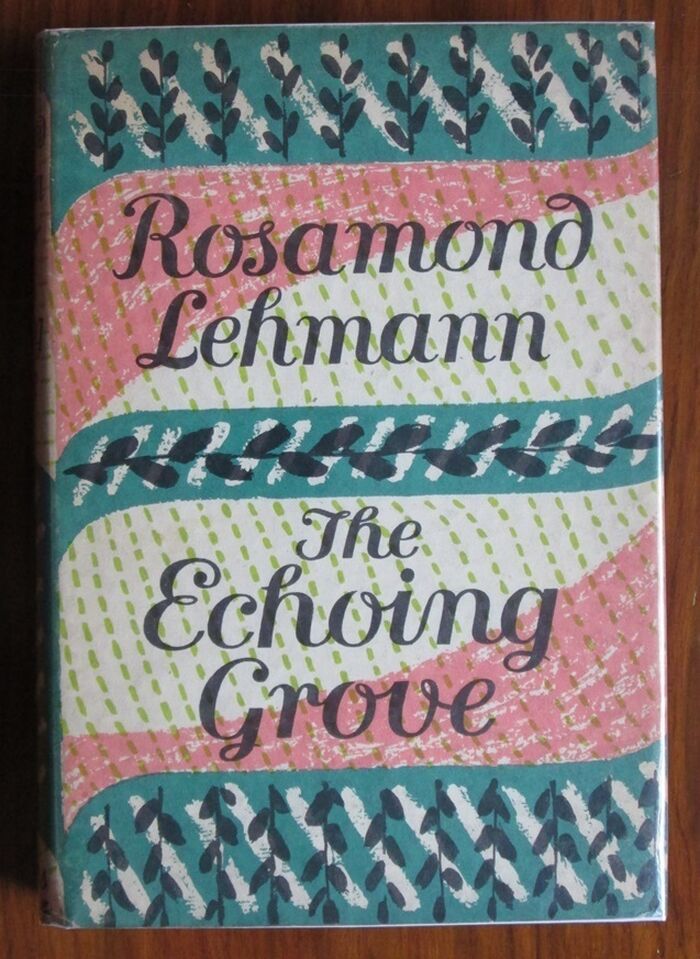 Rosamond
Lehmann
The
Echoing
Grove